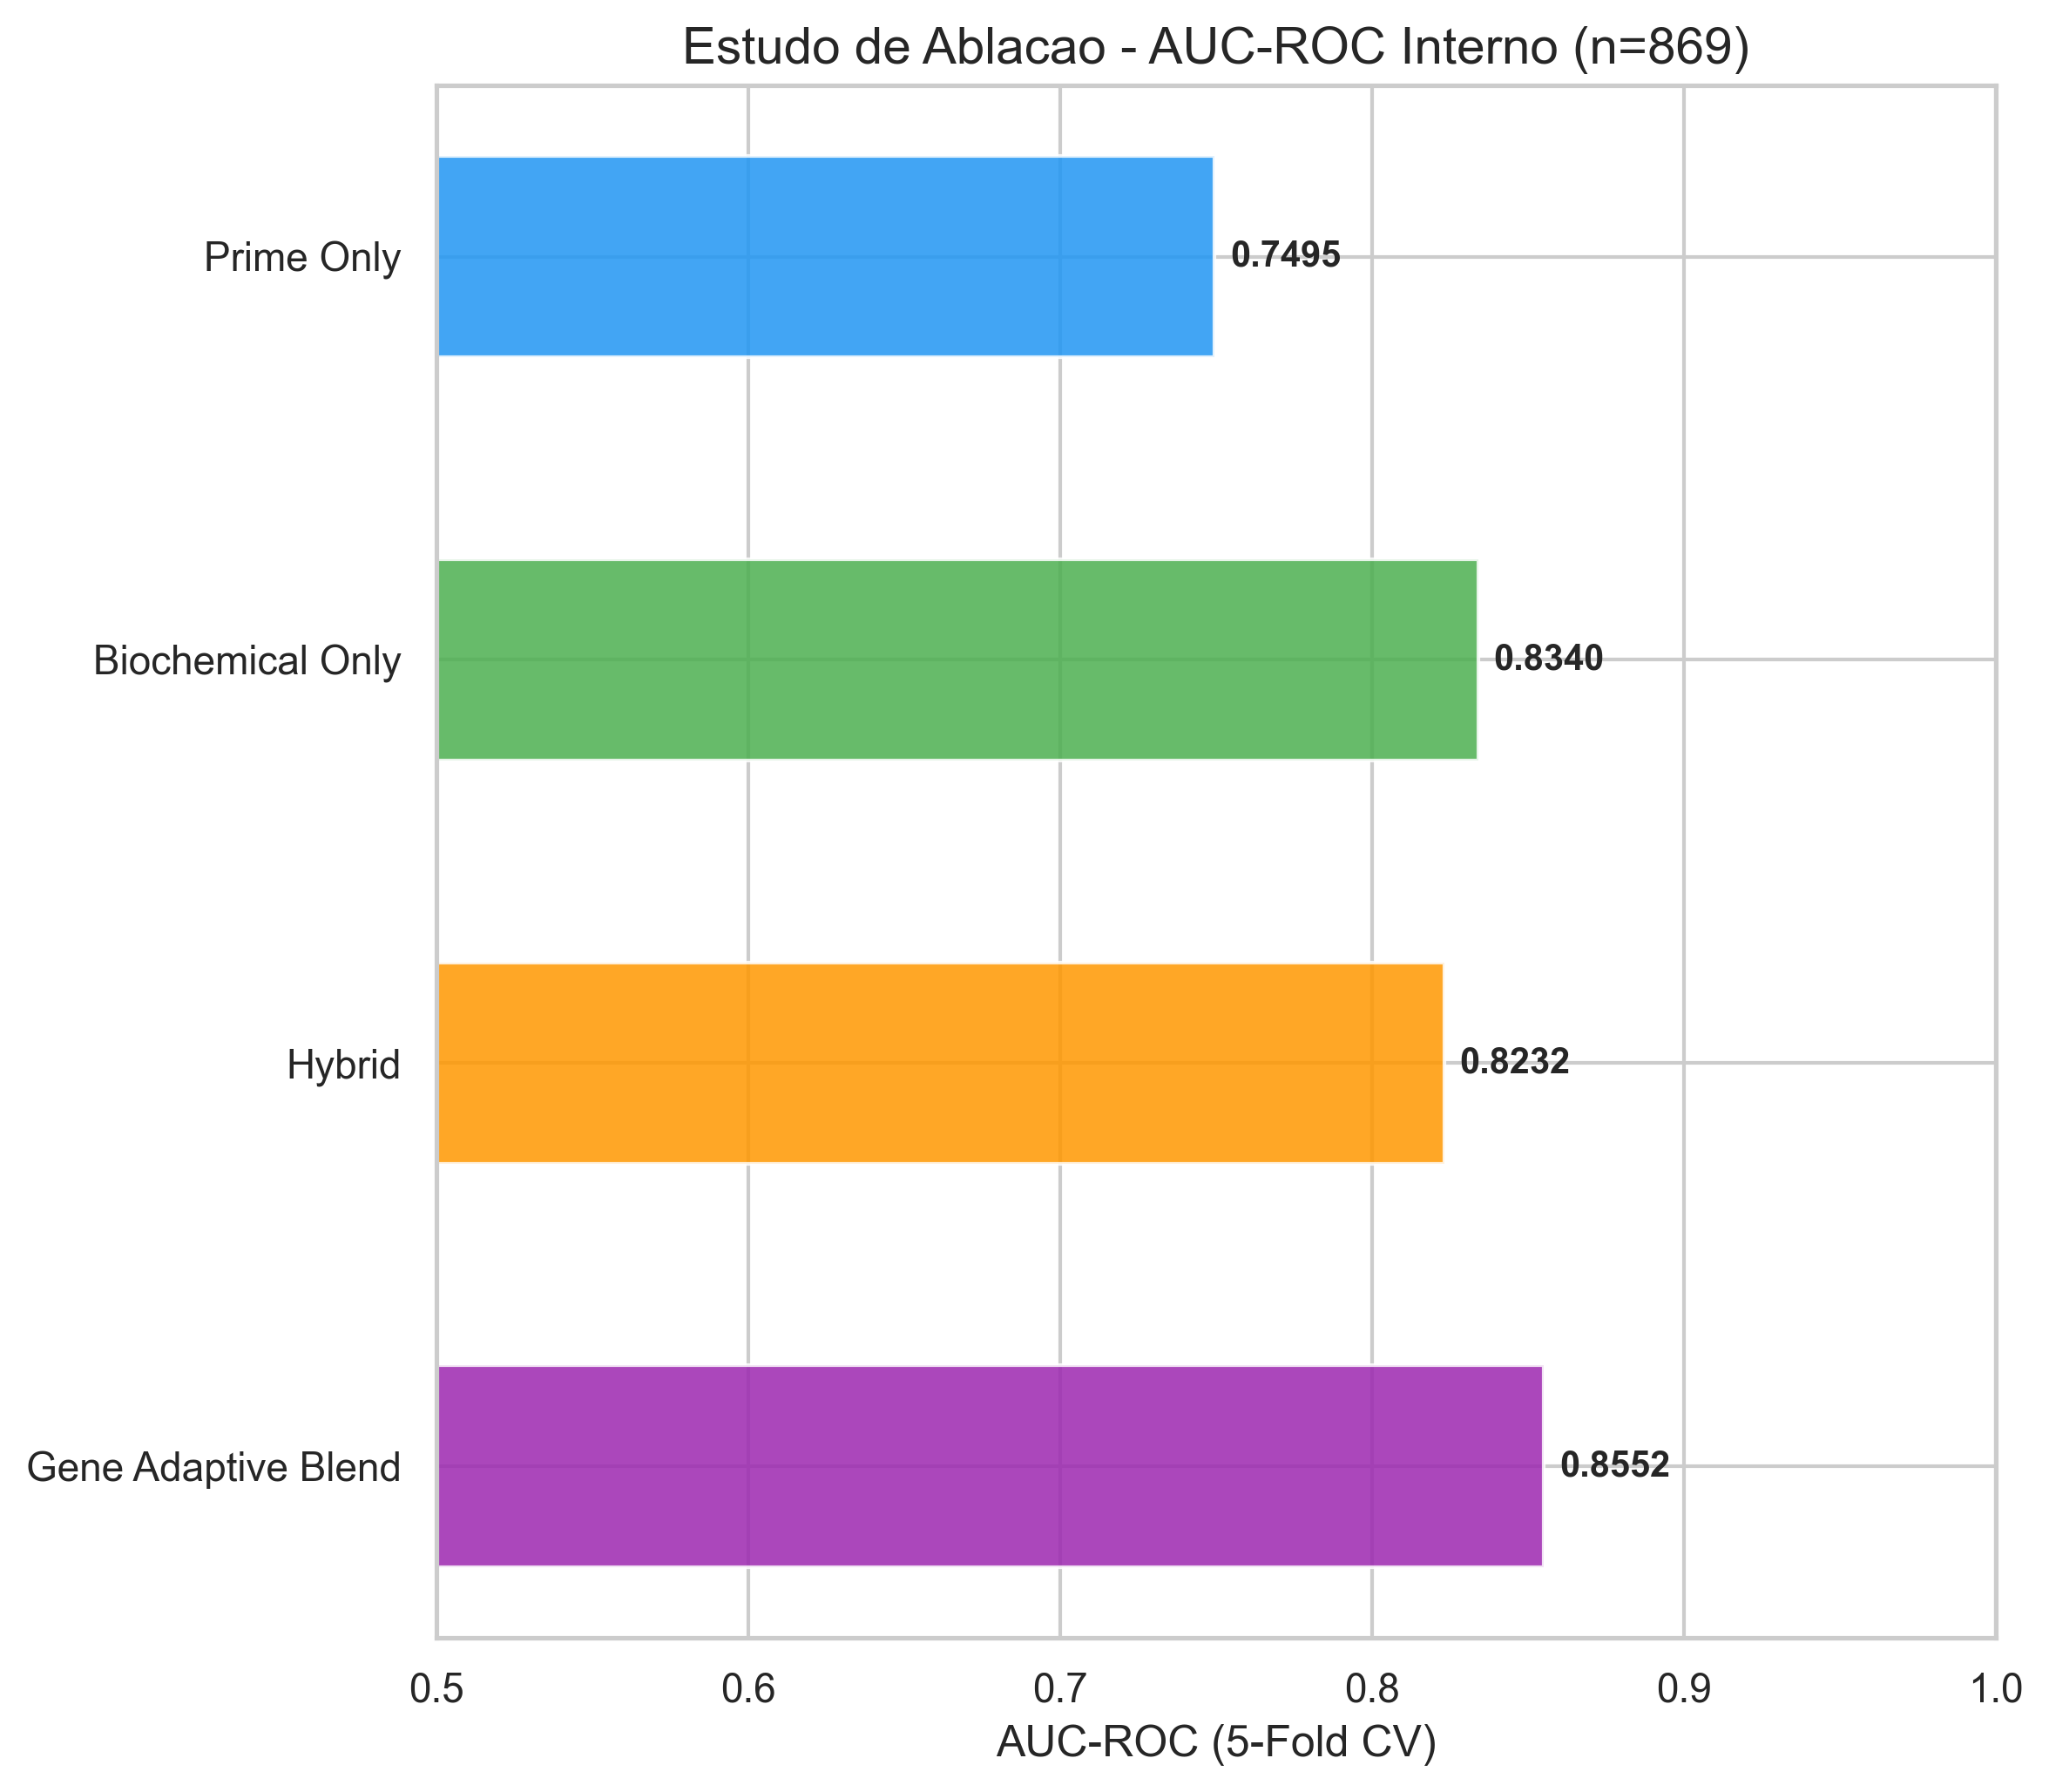 Estudo de Ablacao - AUC-ROC Interno (n=869)
Prime Only
0.7495
Biochemical Only
0.8340
Hybrid
0.8232
Gene Adaptive Blend
0.8552
0.5 0.6 0.7 0.8 0.9 1.0
AUC-ROC (5-Fold CV)